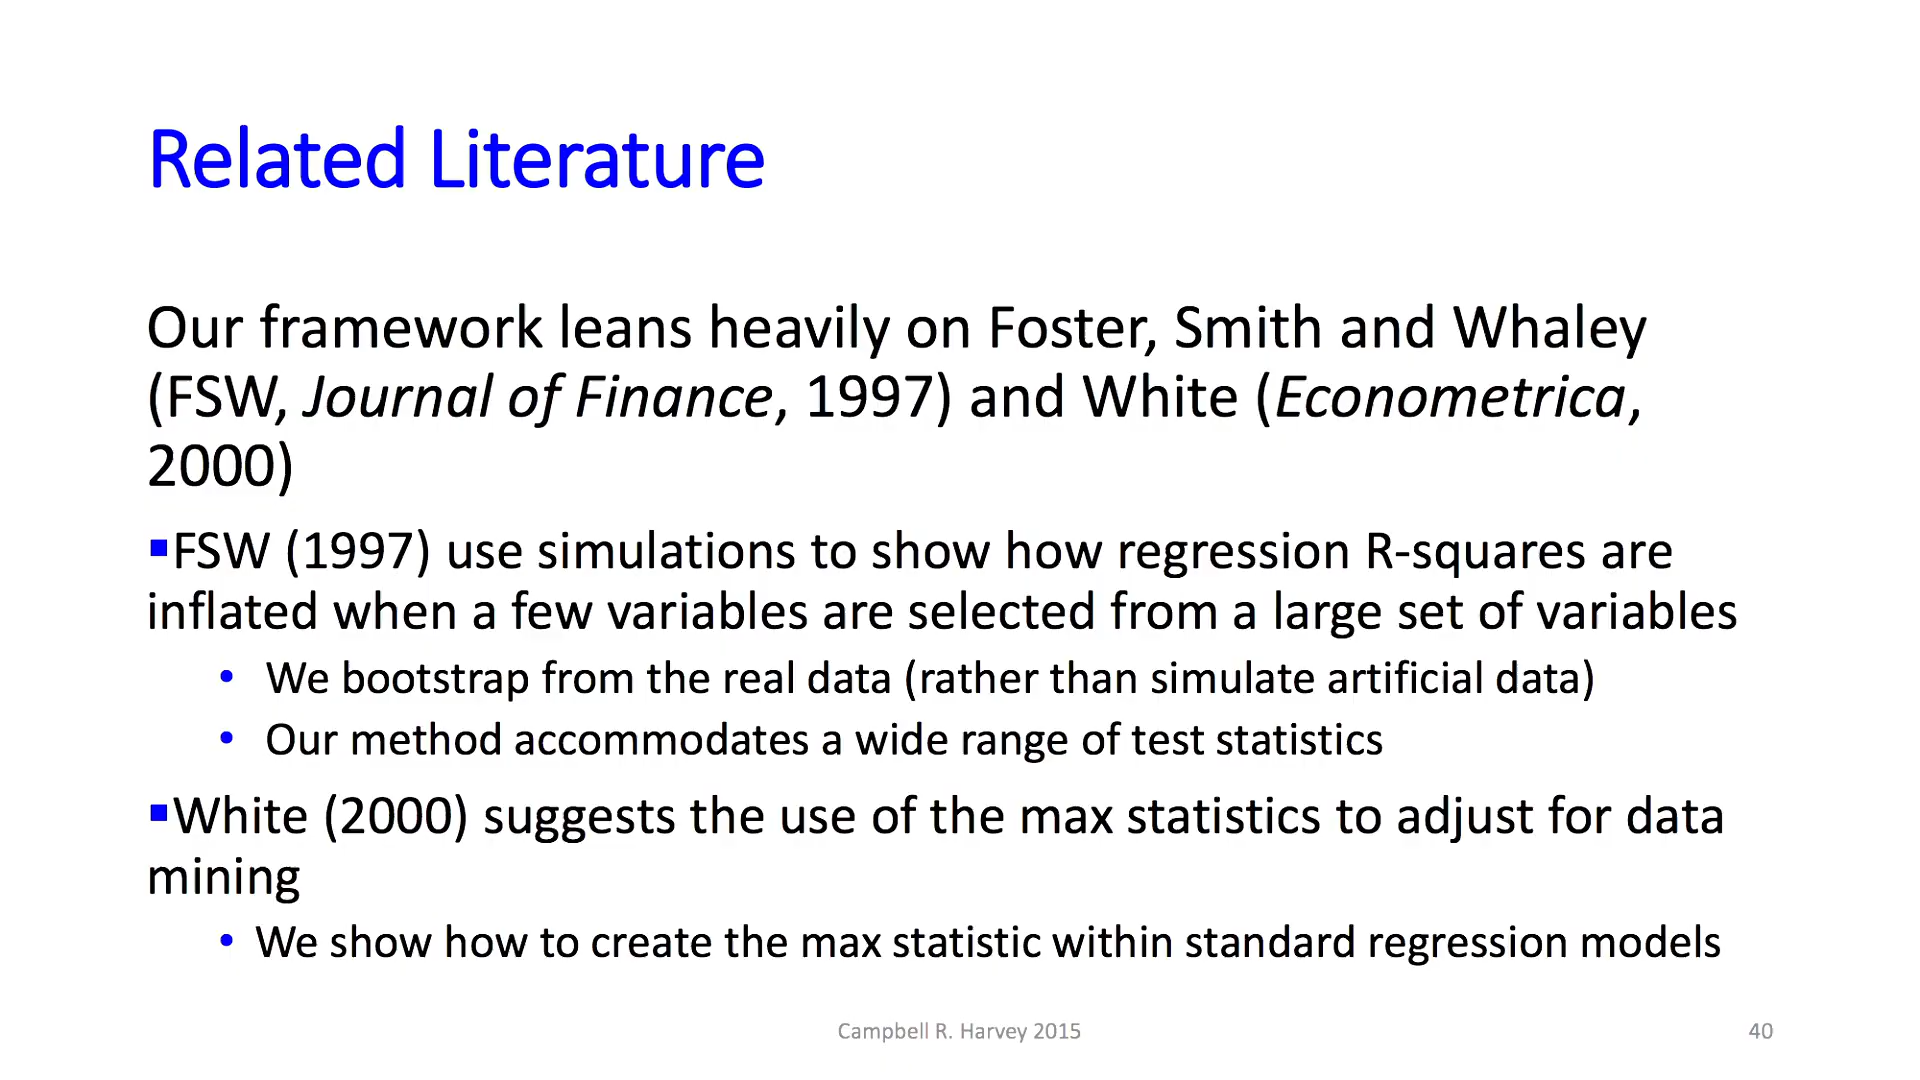 Related Literature
Our framework leans heavily on Foster, Smith and Whaley
(FSW, Journal of Finance, 1997) and White (Econometrica,
2000)
▪FSW (1997) use simulations to show how regression R-squares are
inflated when a few variables are selected from a large set of variables
• We bootstrap from the real data (rather than simulate artificial data)
• Our method accommodates a wide range of test statistics
▪White (2000) suggests the use of the max statistics to adjust for data
mining
• We show how to create the max statistic within standard regression models
Campbell R. Harvey 2015
40